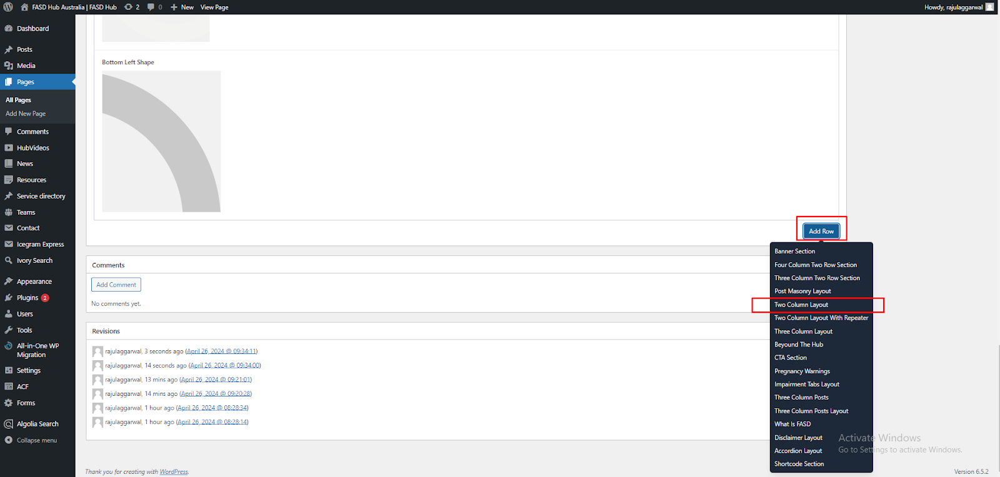 FASD Hub Australia | FASD Hub 2 0 New View Page Howdy, rajulaggarwal
Dashboard
Posts
Media
Pages
All Pages
Add New Page
Comments
HubVideos
News
Resources
Service directory
Teams
Contact
Icegram Express
Ivory Search
Appearance
Plugins 2
Users
Tools
All-in-One WP
Migration
Settings
ACF
Forms
Algolia Search
Collapse menu
Bottom Left Shape
Add Row
Banner Section
Four Column Two Row Section
Three Column Two Row Section
Post Masonry Layout
Two Column Layout
Two Column Layout With Repeater
Three Column Layout
Beyound The Hub
CTA Section
Pregnancy Warnings
Impairment Tabs Layout
Three Column Posts
Three Column Posts Layout
What Is FASD
Disclaimer Layout
Accordion Layout
Shortcode Section
Comments
Add Comment
No comments yet.
Revisions
rajulaggarwal, 3 seconds ago (April 26, 2024 @ 09:34:11)
rajulaggarwal, 14 seconds ago (April 26, 2024 @ 09:34:00)
rajulaggarwal, 13 mins ago (April 26, 2024 @ 09:21:01)
rajulaggarwal, 14 mins ago (April 26, 2024 @ 09:20:28)
rajulaggarwal, 1 hour ago (April 26, 2024 @ 08:28:34)
rajulaggarwal, 1 hour ago (April 26, 2024 @ 08:28:14)
Activate Windows
Go to Settings to activate Windows.
Thank you for creating with WordPress.
Version 6.5.2